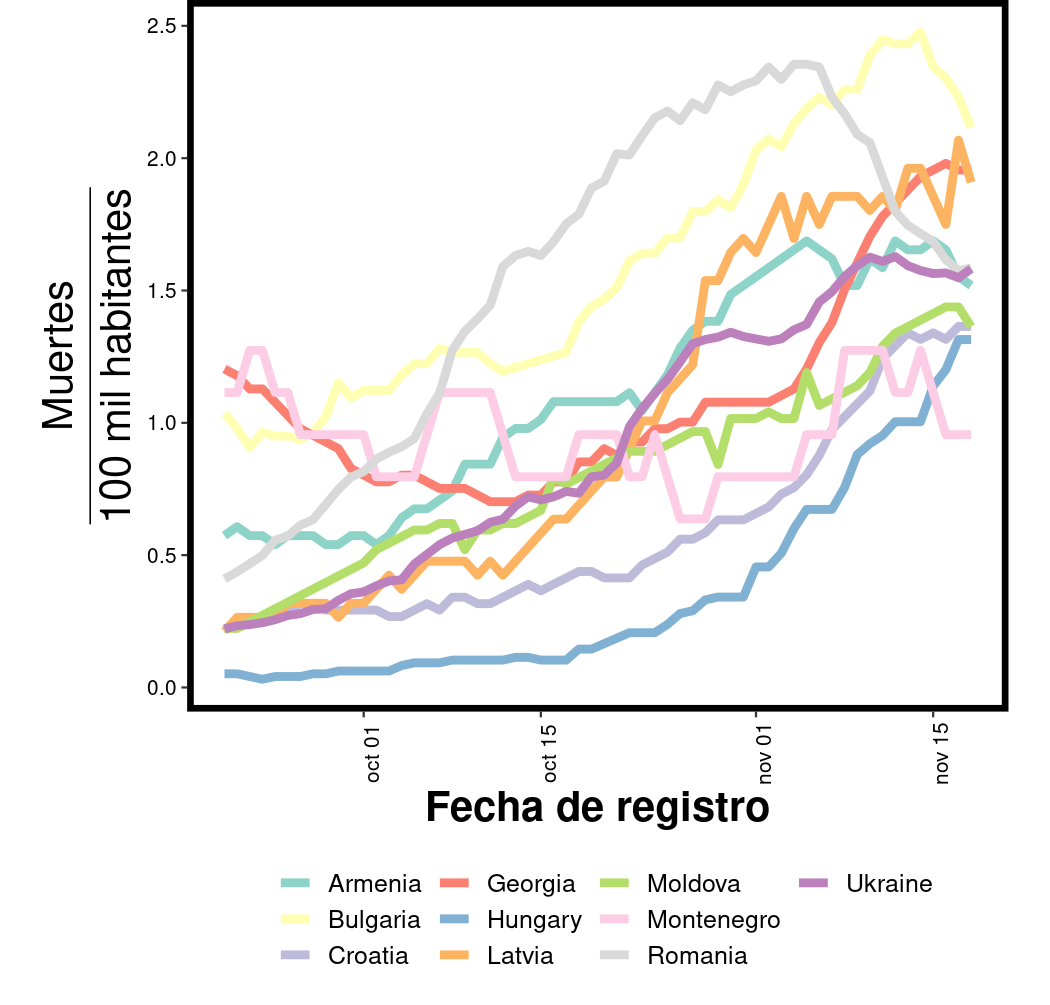 Muertes
100 mil habitantes
2.5
2.0
1.5
1.0
0.5
0.0
oct 01
oct 15
nov 01
nov 15
Fecha de registro
Armenia
Georgia
Moldova
Ukraine
Bulgaria
Hungary
Montenegro
Croatia
Latvia
Romania